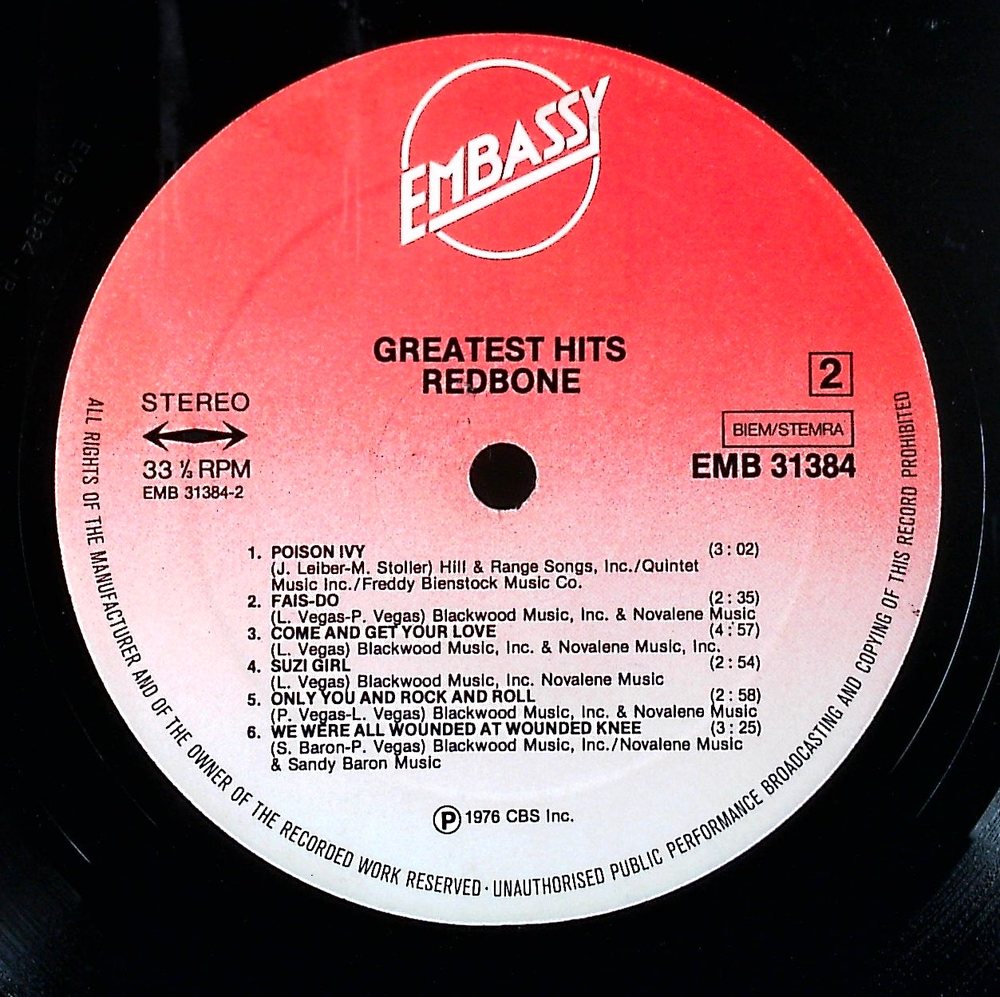 EMBASSY
GREATEST HITS
REDBONE
2
STEREO
BIEM/STEMRA
33 ⅓ RPM
EMB 31384
EMB 31384-2
1. POISON IVY (3:02)
(J. Leiber-M. Stoller) Hill & Range Songs, Inc./Quintet
Music Inc./Freddy Bienstock Music Co.
2. FAIS-DO (2:35)
(L. Vegas-P. Vegas) Blackwood Music, Inc. & Novalene Music
3. COME AND GET YOUR LOVE (4:57)
(L. Vegas) Blackwood Music, Inc. & Novalene Music, Inc.
4. SUZI GIRL (2:54)
(L. Vegas) Blackwood Music, Inc. Novalene Music
5. ONLY YOU AND ROCK AND ROLL (2:58)
(P. Vegas-L. Vegas) Blackwood Music, Inc. & Novalene Music
6. WE WERE ALL WOUNDED AT WOUNDED KNEE (3:25)
(S. Baron-P. Vegas) Blackwood Music, Inc./Novalene Music
& Sandy Baron Music
Ⓟ 1976 CBS Inc.
ALL RIGHTS OF THE MANUFACTURER AND OF THE OWNER OF THE RECORDED WORK RESERVED · UNAUTHORISED PUBLIC PERFORMANCE BROADCASTING AND COPYING OF THIS RECORD PROHIBITED